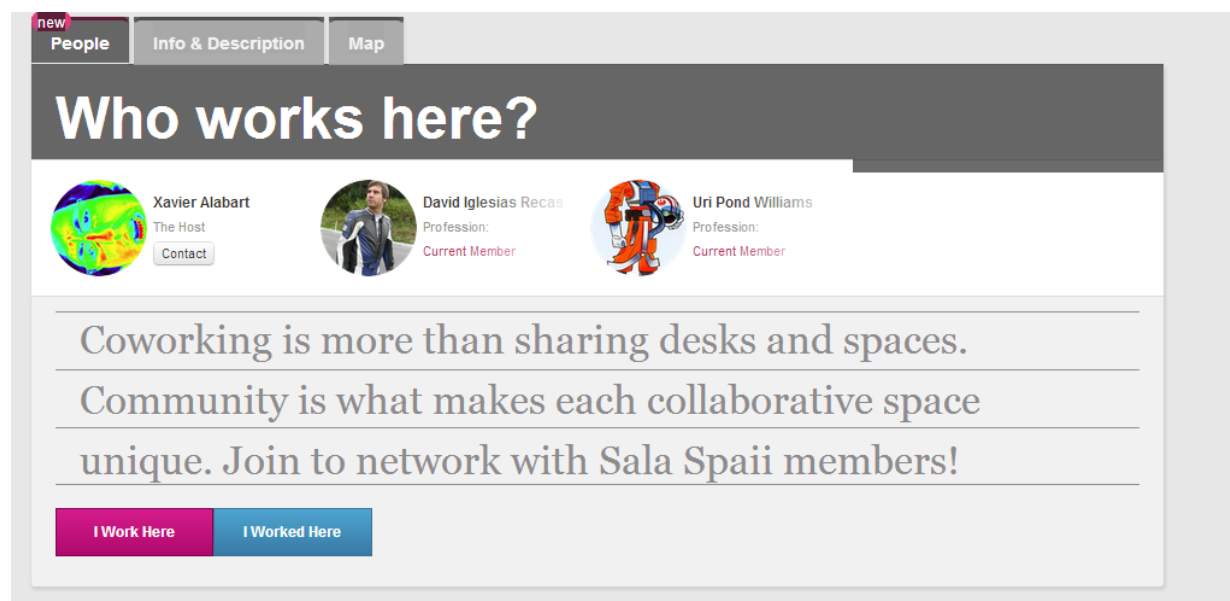 new
People
Info & Description
Map
Who works here?
Xavier Alabart
The Host
Contact
David Iglesias Recas
Profession:
Current Member
Uri Pond Williams
Profession:
Current Member
Coworking is more than sharing desks and spaces.
Community is what makes each collaborative space
unique. Join to network with Sala Spaii members!
I Work Here
I Worked Here